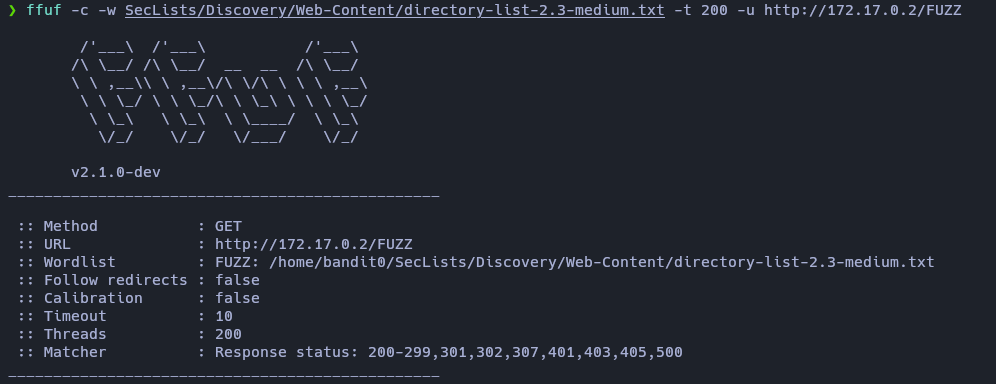 ❯ ffuf -c -w SecLists/Discovery/Web-Content/directory-list-2.3-medium.txt -t 200 -u http://172.17.0.2/FUZZ
        /'___\  /'___\           /'___\
       /\ \__/ /\ \__/  __  __  /\ \__/
       \ \ ,__\\ \ ,__\/\ \/\ \ \ \ ,__\
        \ \ \_/ \ \ \_/\ \ \_\ \ \ \ \_/
         \ \_\   \ \_\  \ \____/  \ \_\
          \/_/    \/_/   \/___/    \/_/
       v2.1.0-dev
________________________________________________
 :: Method           : GET
 :: URL              : http://172.17.0.2/FUZZ
 :: Wordlist         : FUZZ: /home/bandit0/SecLists/Discovery/Web-Content/directory-list-2.3-medium.txt
 :: Follow redirects : false
 :: Calibration      : false
 :: Timeout          : 10
 :: Threads          : 200
 :: Matcher          : Response status: 200-299,301,302,307,401,403,405,500
________________________________________________